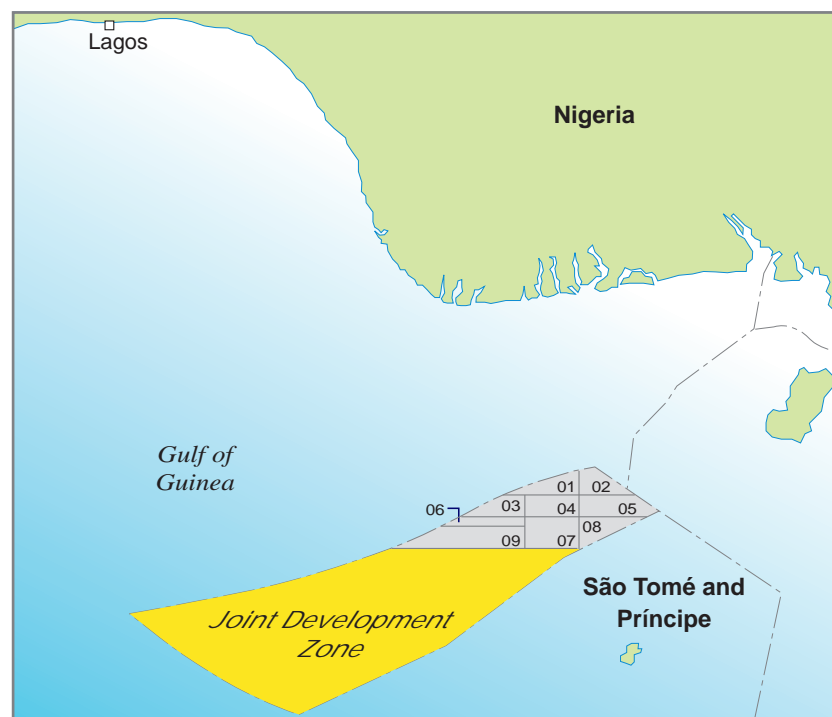 Lagos
Nigeria
Gulf of
Guinea
01
02
03
04
05
06
07
08
09
Joint Development
Zone
São Tomé and
Príncipe